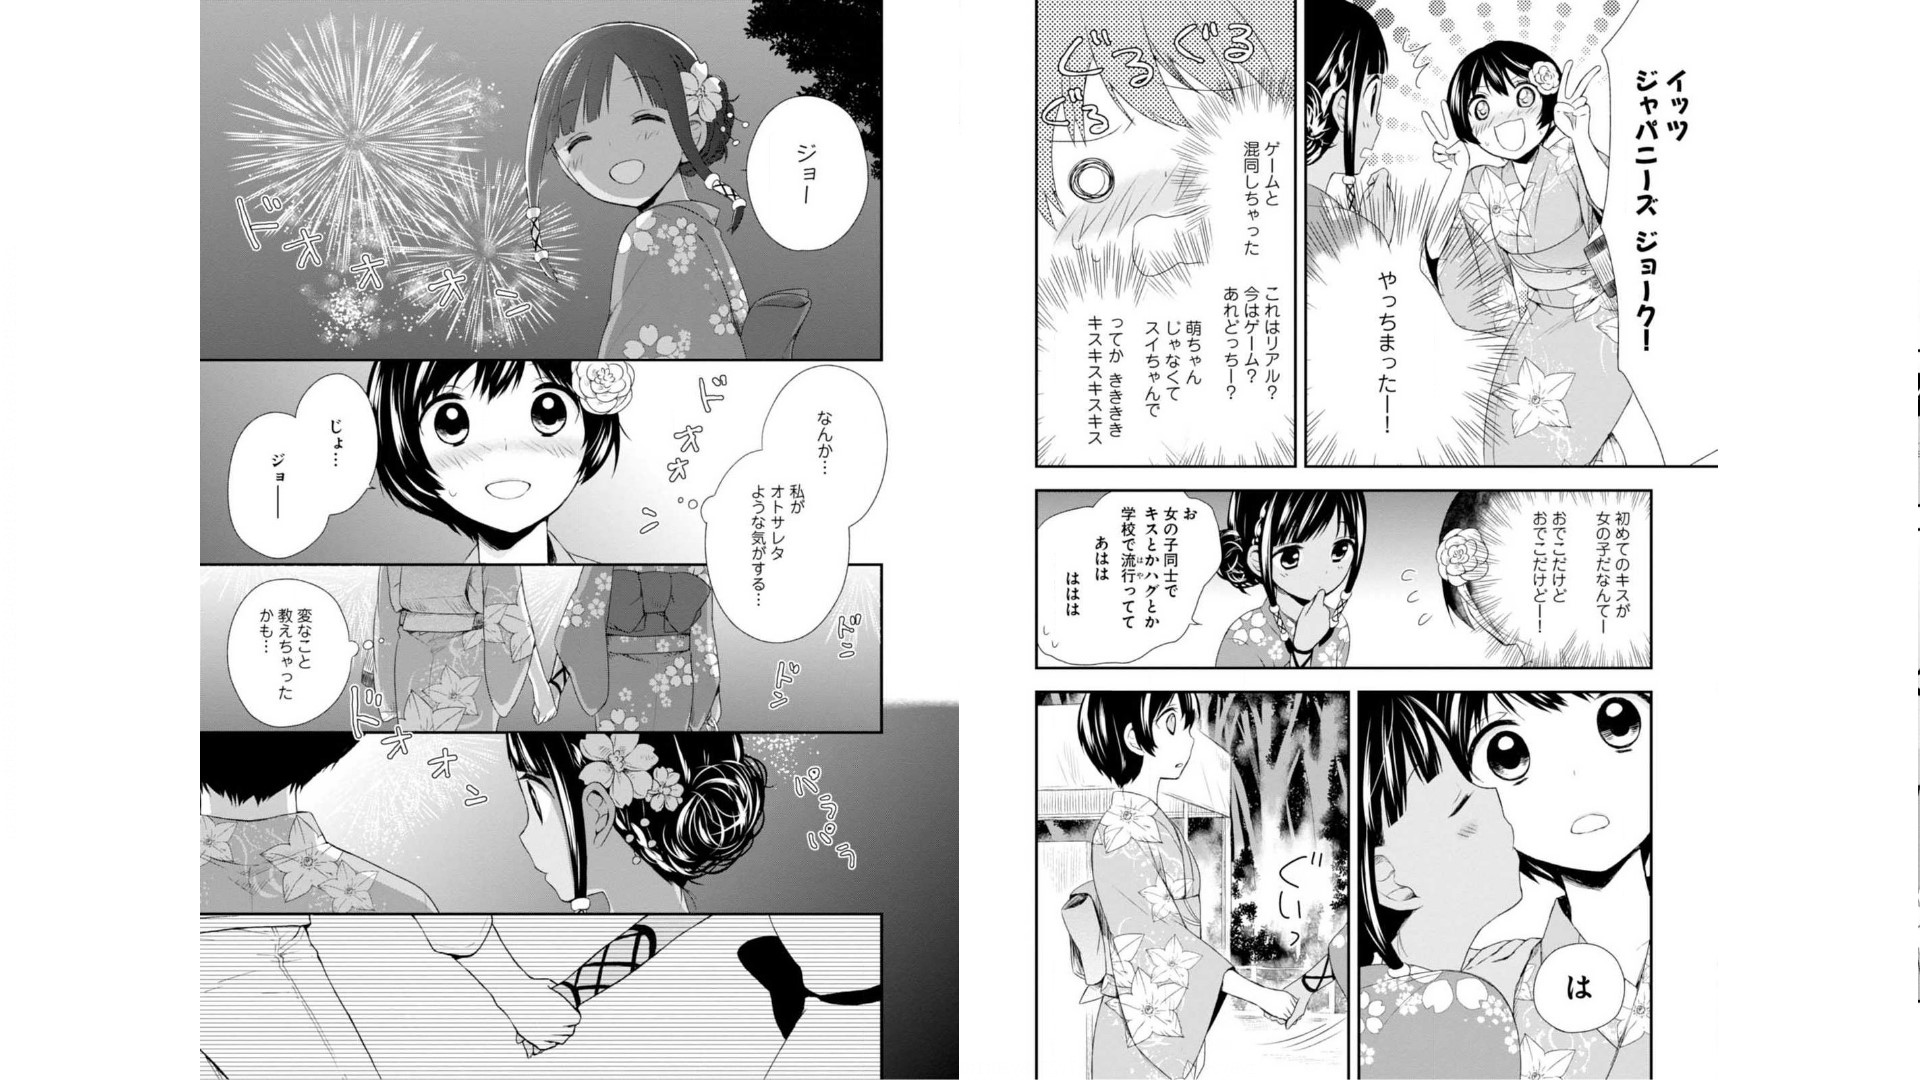 イッツ
ジャパニーズ ジョーク!
やっちまったー!
ぐるぐるぐる
ぐる
ゲームと
混同しちゃった
これはリアル?
今はゲーム?
あれどっちー?
萌ちゃん
じゃなくて
スイちゃんで
ってか ききききき
キスキスキスキス
初めてのキスが
女の子だなんてー
おでこだけど
おでこだけど!
お
女の子同士で
キスとかハグとか
学校で流行ってて
はや
あはは
ははは
は
ぐいっ
ジョー
ドオオオン
なんか…
私が
オトサレタ
ような気がする…
ドオオン
じょ…
ジョー
ドン
ドン
変なこと
教えちゃった
かも…
ドオオン
パラパラ